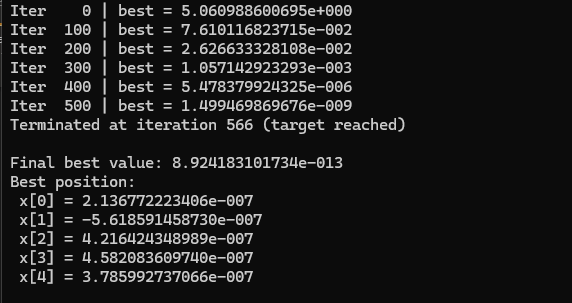 Iter    0 | best = 5.060988600695e+000
Iter  100 | best = 7.610116823715e-002
Iter  200 | best = 2.626633328108e-002
Iter  300 | best = 1.057142923293e-003
Iter  400 | best = 5.478379924325e-006
Iter  500 | best = 1.499469869676e-009
Terminated at iteration 566 (target reached)

Final best value: 8.924183101734e-013
Best position:
 x[0] = 2.136772223406e-007
 x[1] = -5.618591458730e-007
 x[2] = 4.216424348989e-007
 x[3] = 4.582083609740e-007
 x[4] = 3.785992737066e-007